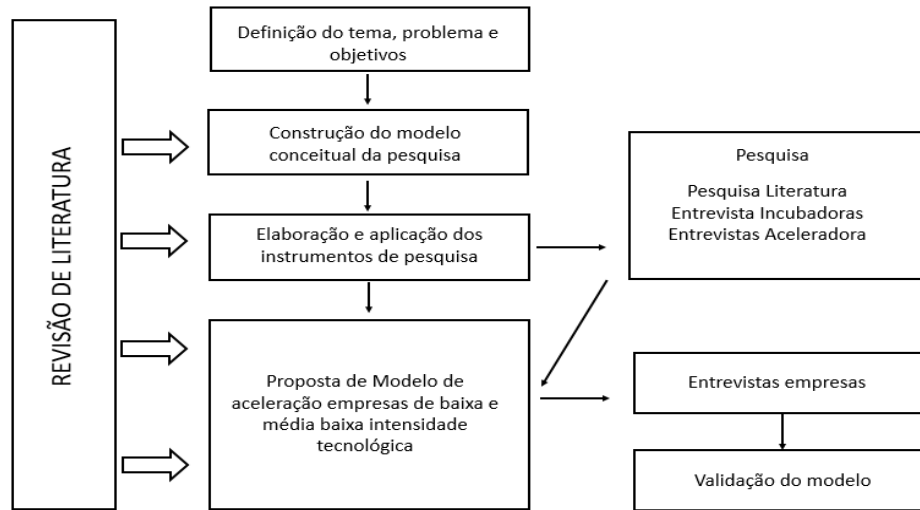 REVISÃO DE LITERATURA
Definição do tema, problema e
objetivos
Construção do modelo
conceitual da pesquisa
Elaboração e aplicação dos
instrumentos de pesquisa
Pesquisa
Pesquisa Literatura
Entrevista Incubadoras
Entrevistas Aceleradora
Proposta de Modelo de
aceleração empresas de baixa e
média baixa intensidade
tecnológica
Entrevistas empresas
Validação do modelo